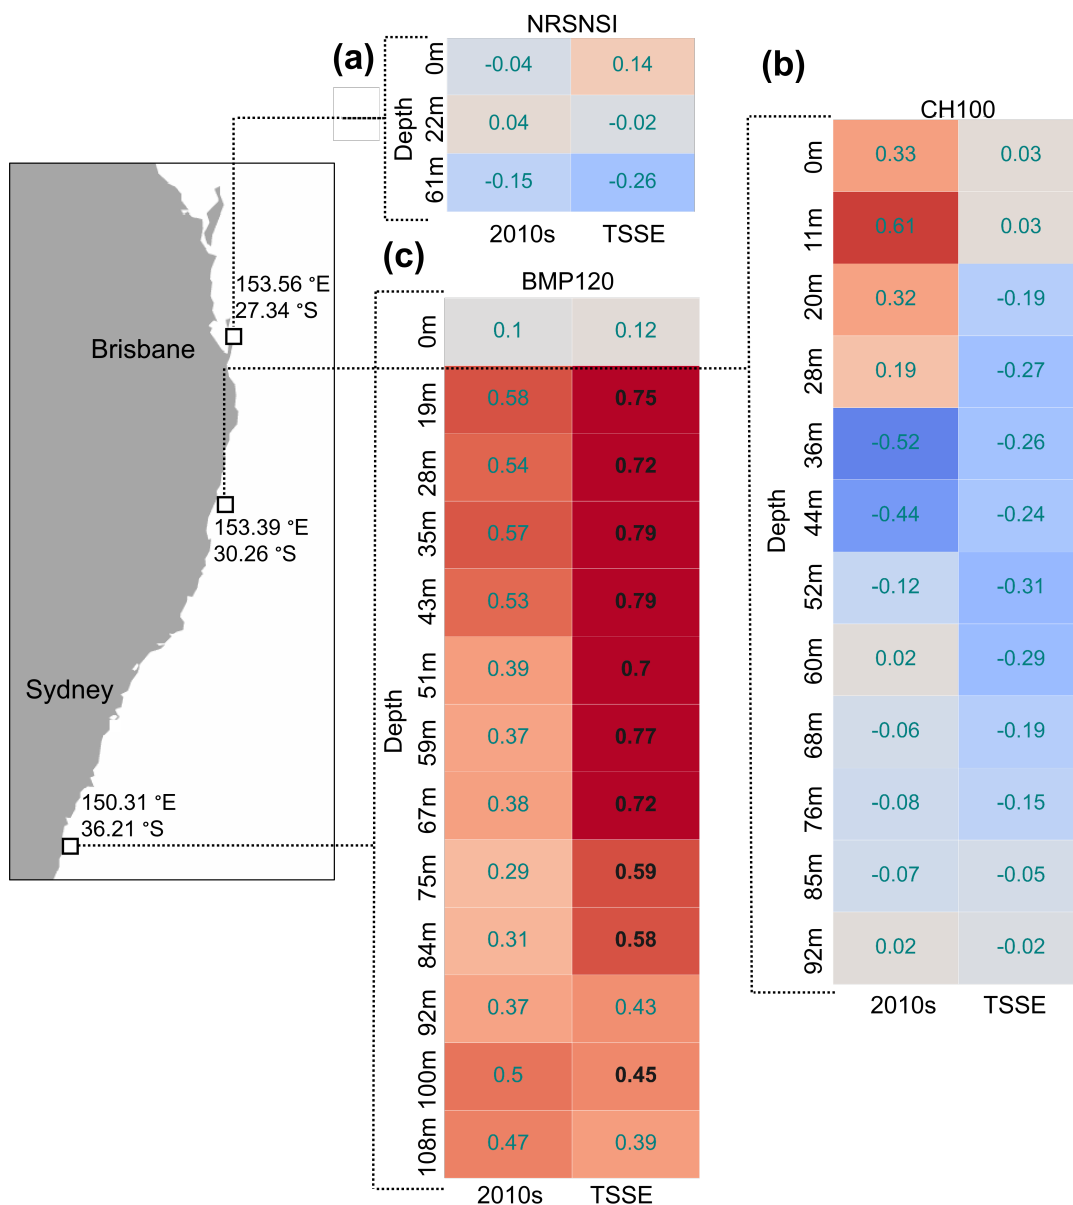 (a)
NRSNSI
Depth
0m -0.04 0.14
22m 0.04 -0.02
61m -0.15 -0.26
2010s TSSE
(b)
CH100
Depth
0m 0.33 0.03
11m 0.61 0.03
20m 0.32 -0.19
28m 0.19 -0.27
36m -0.52 -0.26
44m -0.44 -0.24
52m -0.12 -0.31
60m 0.02 -0.29
68m -0.06 -0.19
76m -0.08 -0.15
85m -0.07 -0.05
92m 0.02 -0.02
2010s TSSE
(c)
BMP120
Depth
0m 0.1 0.12
19m 0.58 0.75
28m 0.54 0.72
35m 0.57 0.79
43m 0.53 0.79
51m 0.39 0.7
59m 0.37 0.77
67m 0.38 0.72
75m 0.29 0.59
84m 0.31 0.58
92m 0.37 0.43
100m 0.5 0.45
108m 0.47 0.39
2010s TSSE
153.56 °E
27.34 °S
Brisbane
153.39 °E
30.26 °S
Sydney
150.31 °E
36.21 °S